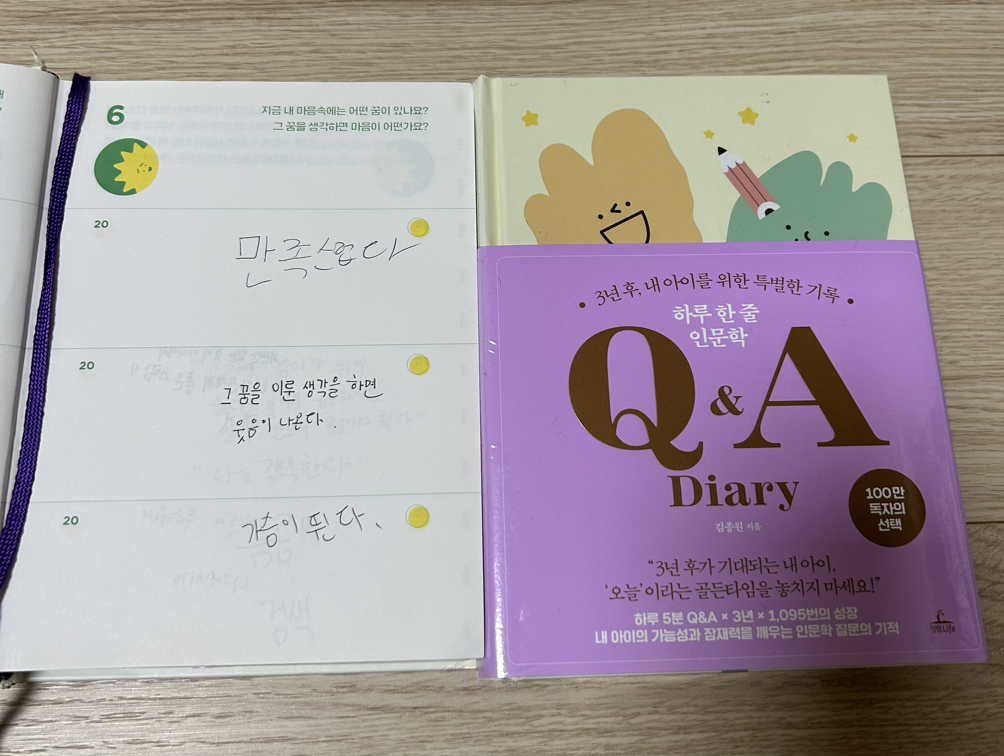 6
지금 내 마음속에는 어떤 꿈이 있나요?
그 꿈을 생각하면 마음이 어떤가요?
20
만족스럽다
20
그 꿈을 이룬 생각을 하면
웃음이 나온다.
20
가슴이 뛴다.
3년 후, 내 아이를 위한 특별한 기록
하루 한 줄
인문학
Q & A
Diary
김종원 지음
100만
독자의
선택
“3년 후가 기대되는 내 아이,
‘오늘’이라는 골든타임을 놓치지 마세요!”
하루 5분 Q&A × 3년 × 1,095번의 성장
내 아이의 가능성과 잠재력을 깨우는 인문학 질문의 기적
Life